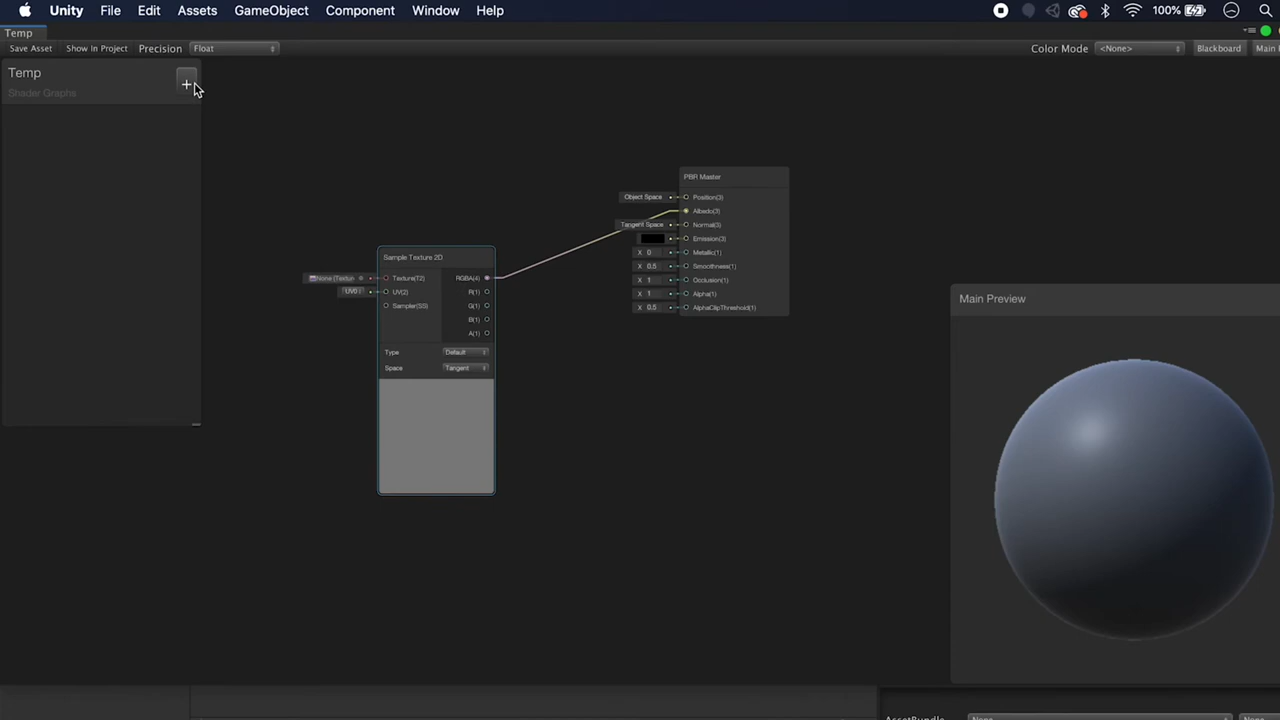 Unity File Edit Assets GameObject Component Window Help 100%
Temp
Save Asset Show In Project Precision Float Color Mode <None> Blackboard Main
Temp
Shader Graphs
+
PBR Master
Object Space Position(3)
Albedo(3)
Tangent Space Normal(3)
Emission(3)
X 0 Metallic(1)
X 0.5 Smoothness(1)
X 1 Occlusion(1)
X 1 Alpha(1)
X 0.5 AlphaClipThreshold(1)
Sample Texture 2D
None (Textur Texture(T2) RGBA(4)
UV0 UV(2) R(1)
Sampler(SS) G(1)
B(1)
A(1)
Type Default
Space Tangent
Main Preview